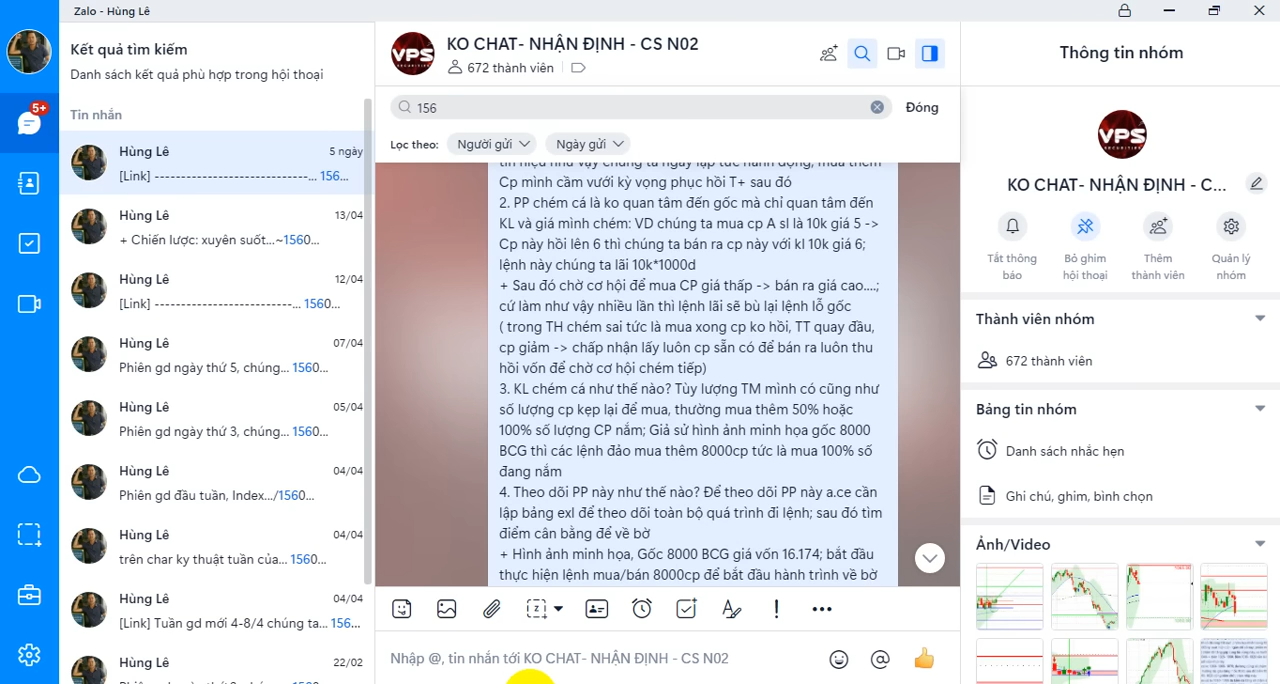 Zalo - Hùng Lê
5+
Kết quả tìm kiếm
Danh sách kết quả phù hợp trong hội thoại
Tin nhắn
Hùng Lê
5 ngày
[Link] -----------------------------... 156...
Hùng Lê
13/04
+ Chiến lược: xuyên suốt...~1560...
Hùng Lê
12/04
[Link] ---------------------------... 1560...
Hùng Lê
07/04
Phiên gd ngày thứ 5, chúng... 1560...
Hùng Lê
05/04
Phiên gd ngày thứ 3, chúng... 1560...
Hùng Lê
04/04
Phiên gd đầu tuần, Index.../1560...
Hùng Lê
04/04
trên char ky thuật tuần của... 1560...
Hùng Lê
04/04
[Link] Tuần gd mới 4-8/4 chúng ta... 156...
Hùng Lê
22/02
VPS
SECURITIES
KO CHAT- NHẬN ĐỊNH - CS N02
672 thành viên
156
Đóng
Lọc theo:
Người gửi
Ngày gửi
tín hiệu như vậy chúng ta ngay lập tức hành động, mua thêm
Cp mình cầm vưới kỳ vọng phục hồi T+ sau đó
2. PP chém cá là ko quan tâm đến gốc mà chỉ quan tâm đến
KL và giá mình chém: VD chúng ta mua cp A sl là 10k giá 5 ->
Cp này hồi lên 6 thì chúng ta bán ra cp này với kl 10k giá 6;
lệnh này chúng ta lãi 10k*1000d
+ Sau đó chờ cơ hội để mua CP giá thấp -> bán ra giá cao....;
cứ làm như vậy nhiều lần thì lệnh lãi sẽ bù lại lệnh lỗ gốc
( trong TH chém sai tức là mua xong cp ko hồi, TT quay đầu,
cp giảm -> chấp nhận lấy luôn cp sẵn có để bán ra luôn thu
hồi vốn để chờ cơ hội chém tiếp)
3. KL chém cá như thế nào? Tùy lượng TM mình có cũng như
số lượng cp kẹp lại để mua, thường mua thêm 50% hoặc
100% số lượng CP nắm; Giả sử hình ảnh minh họa gốc 8000
BCG thì các lệnh đảo mua thêm 8000cp tức là mua 100% số
đang nắm
4. Theo dõi PP này như thế nào? Để theo dõi PP này a.ce cần
lập bảng exl để theo dõi toàn bộ quá trình đi lệnh; sau đó tìm
điểm cân bằng để về bờ
+ Hình ảnh minh họa, Gốc 8000 BCG giá vốn 16.174; bắt đầu
thực hiện lệnh mua/bán 8000cp để bắt đầu hành trình về bờ
Nhập @, tin nhắn tới KO CHAT- NHẬN ĐỊNH - CS N02
Thông tin nhóm
VPS
SECURITIES
KO CHAT- NHẬN ĐỊNH - C...
Tắt thông
báo
Bỏ ghim
hội thoại
Thêm
thành viên
Quản lý
nhóm
Thành viên nhóm
672 thành viên
Bảng tin nhóm
Danh sách nhắc hẹn
Ghi chú, ghim, bình chọn
Ảnh/Video